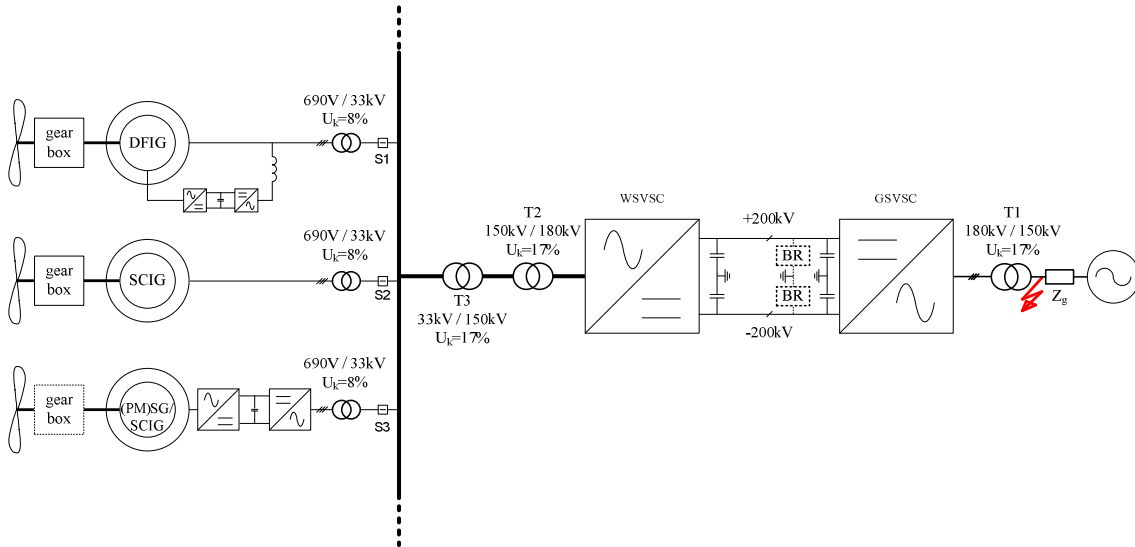 690V / 33kV
Uk=8%
gear
box
DFIG
S1
690V / 33kV
Uk=8%
gear
box
SCIG
S2
690V / 33kV
Uk=8%
gear
box
(PM)SG/
SCIG
S3
T3
33kV / 150kV
Uk=17%
T2
150kV / 180kV
Uk=17%
WSVSC
+200kV
BR
BR
-200kV
GSVSC
T1
180kV / 150kV
Uk=17%
Zg